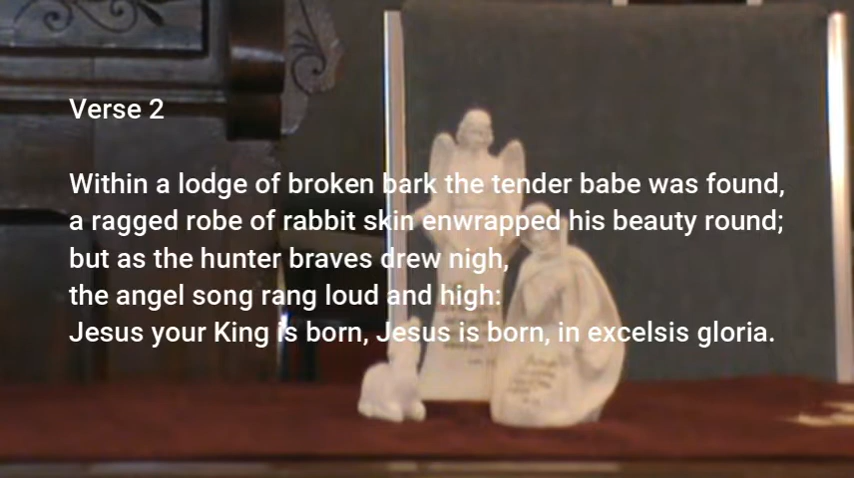 Verse 2
Within a lodge of broken bark the tender babe was found,
a ragged robe of rabbit skin enwrapped his beauty round;
but as the hunter braves drew nigh,
the angel song rang loud and high:
Jesus your King is born, Jesus is born, in excelsis gloria.